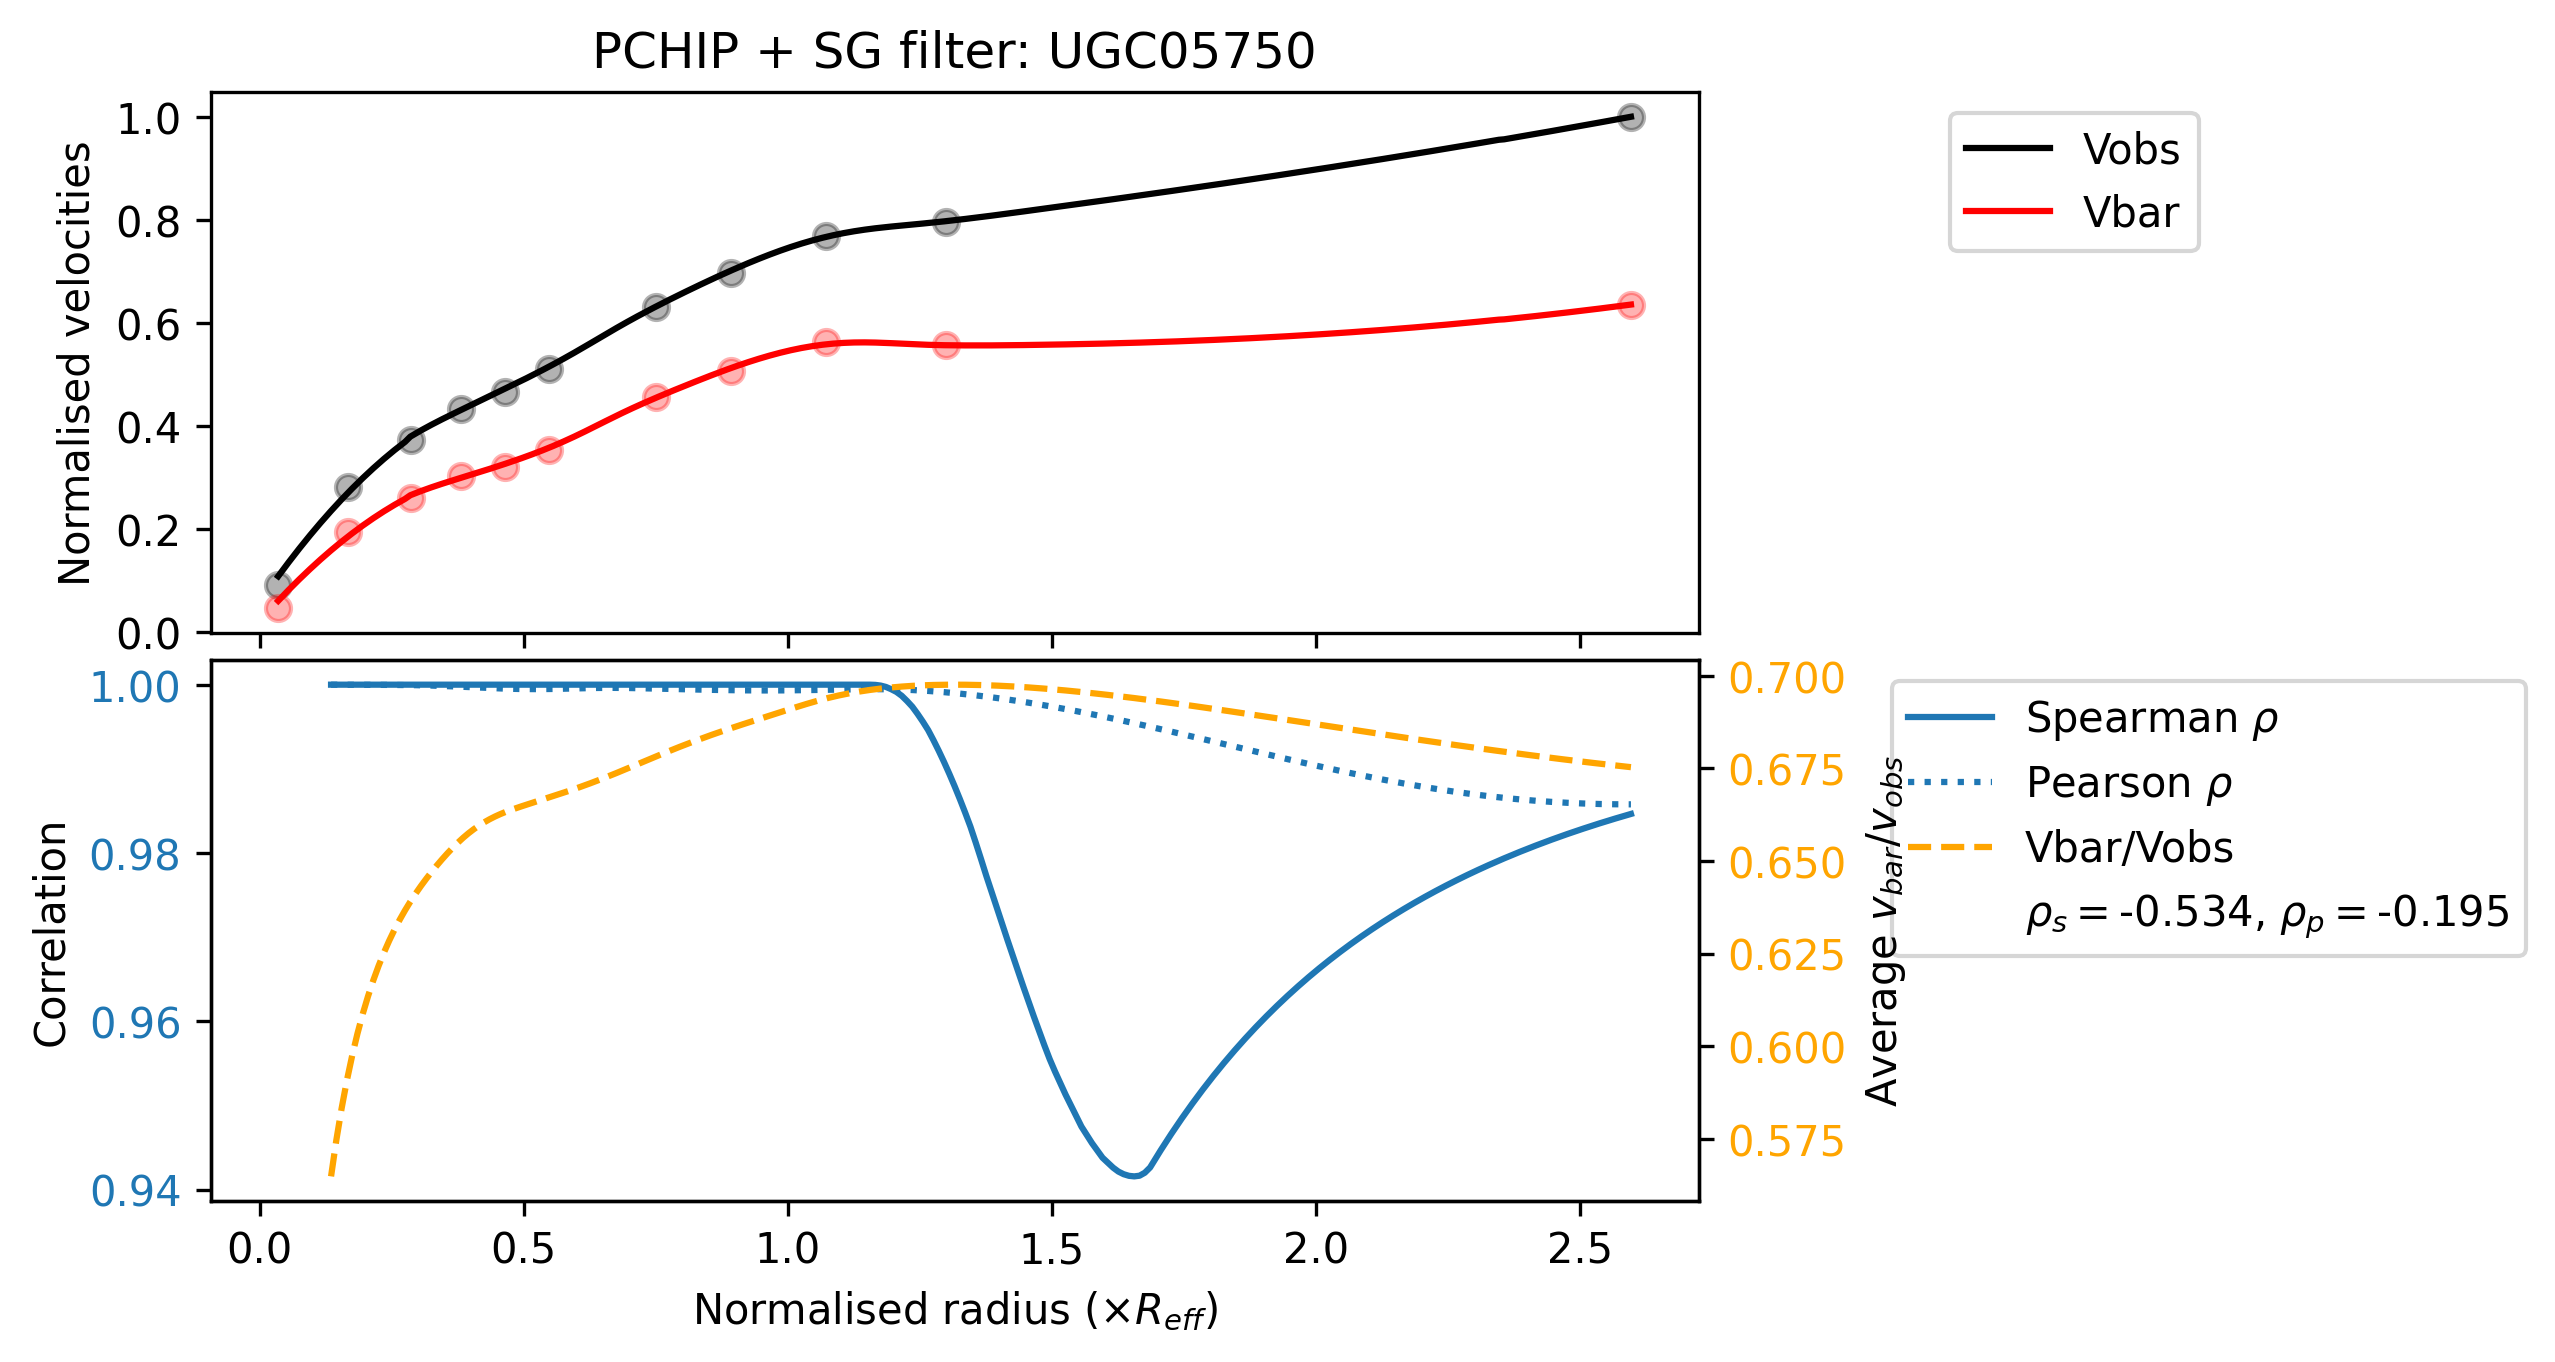 PCHIP + SG filter: UGC05750
Normalised velocities
1.0
0.8
0.6
0.4
0.2
0.0
Vobs
Vbar
Correlation
1.00
0.98
0.96
0.94
0.700
0.675
0.650
0.625
0.600
0.575
Average v_bar/v_obs
Spearman ρ
Pearson ρ
Vbar/Vobs
ρ_s = -0.534, ρ_p = -0.195
0.0 0.5 1.0 1.5 2.0 2.5
Normalised radius (×R_eff)